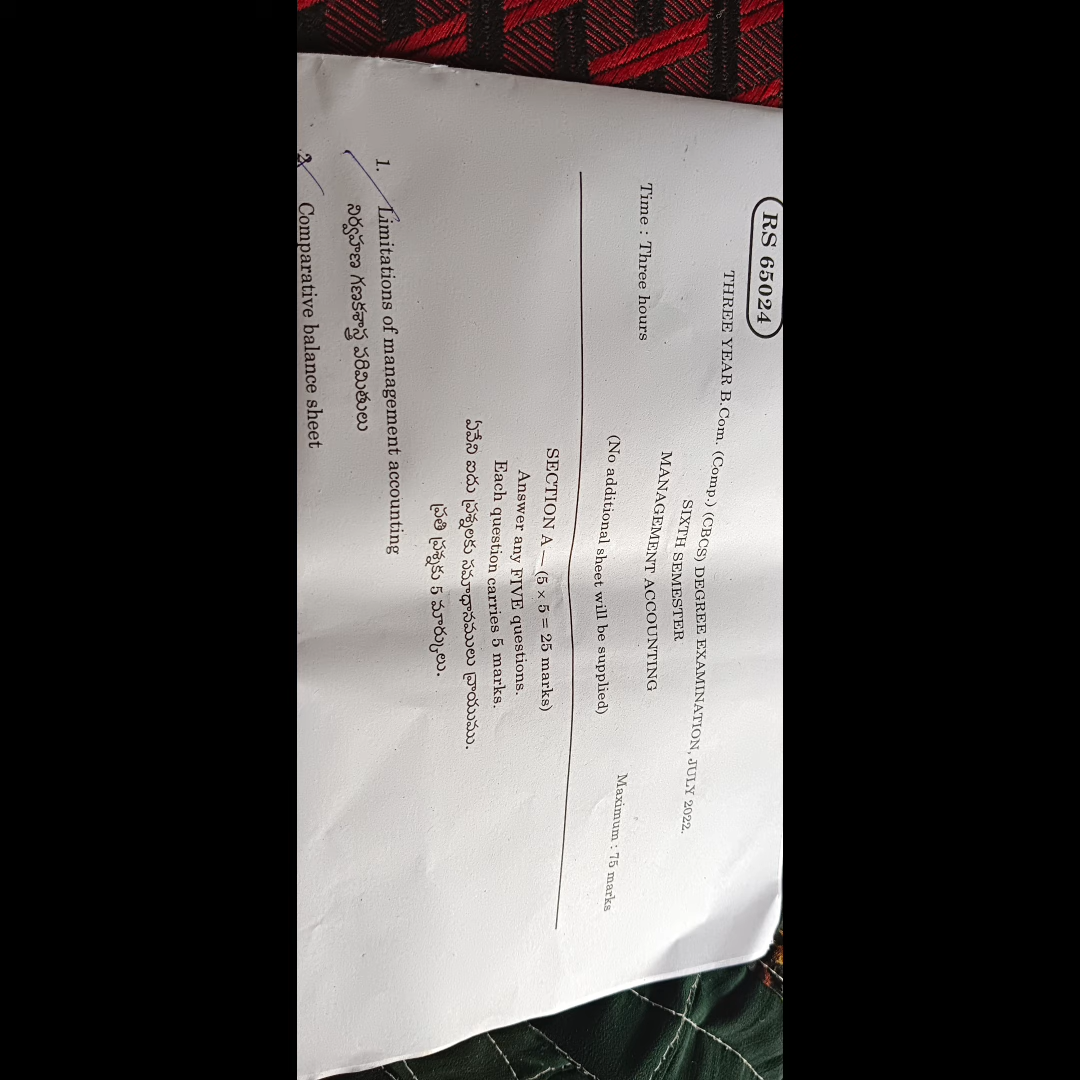 RS 65024
THREE YEAR B.Com. (Comp.) (CBCS) DEGREE EXAMINATION, JULY 2022.
SIXTH SEMESTER
MANAGEMENT ACCOUNTING
Time : Three hours Maximum : 75 marks
(No additional sheet will be supplied)
SECTION A — (5 × 5 = 25 marks)
Answer any FIVE questions.
Each question carries 5 marks.
ఏవేని ఐదు ప్రశ్నలకు సమాధానములు వ్రాయుము.
ప్రతి ప్రశ్నకు 5 మార్కులు.
1. Limitations of management accounting
నిర్వహణ గణకశాస్త్ర పరిమితులు
2. Comparative balance sheet